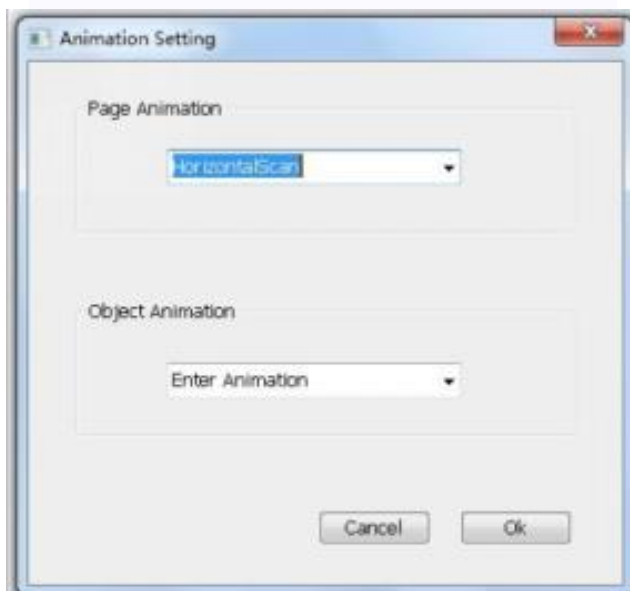 Animation Setting
Page Animation
HorizontalScan
Object Animation
Enter Animation
Cancel
Ok